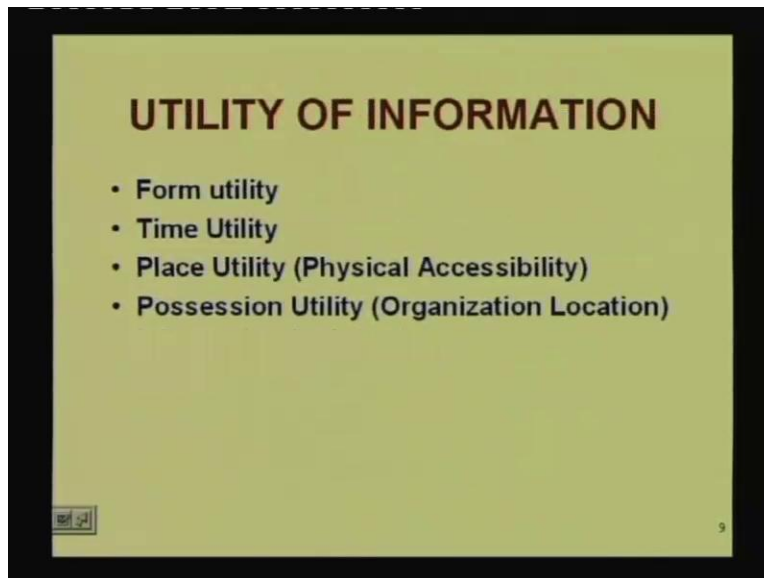 UTILITY OF INFORMATION
• Form utility
• Time Utility
• Place Utility (Physical Accessibility)
• Possession Utility (Organization Location)
9